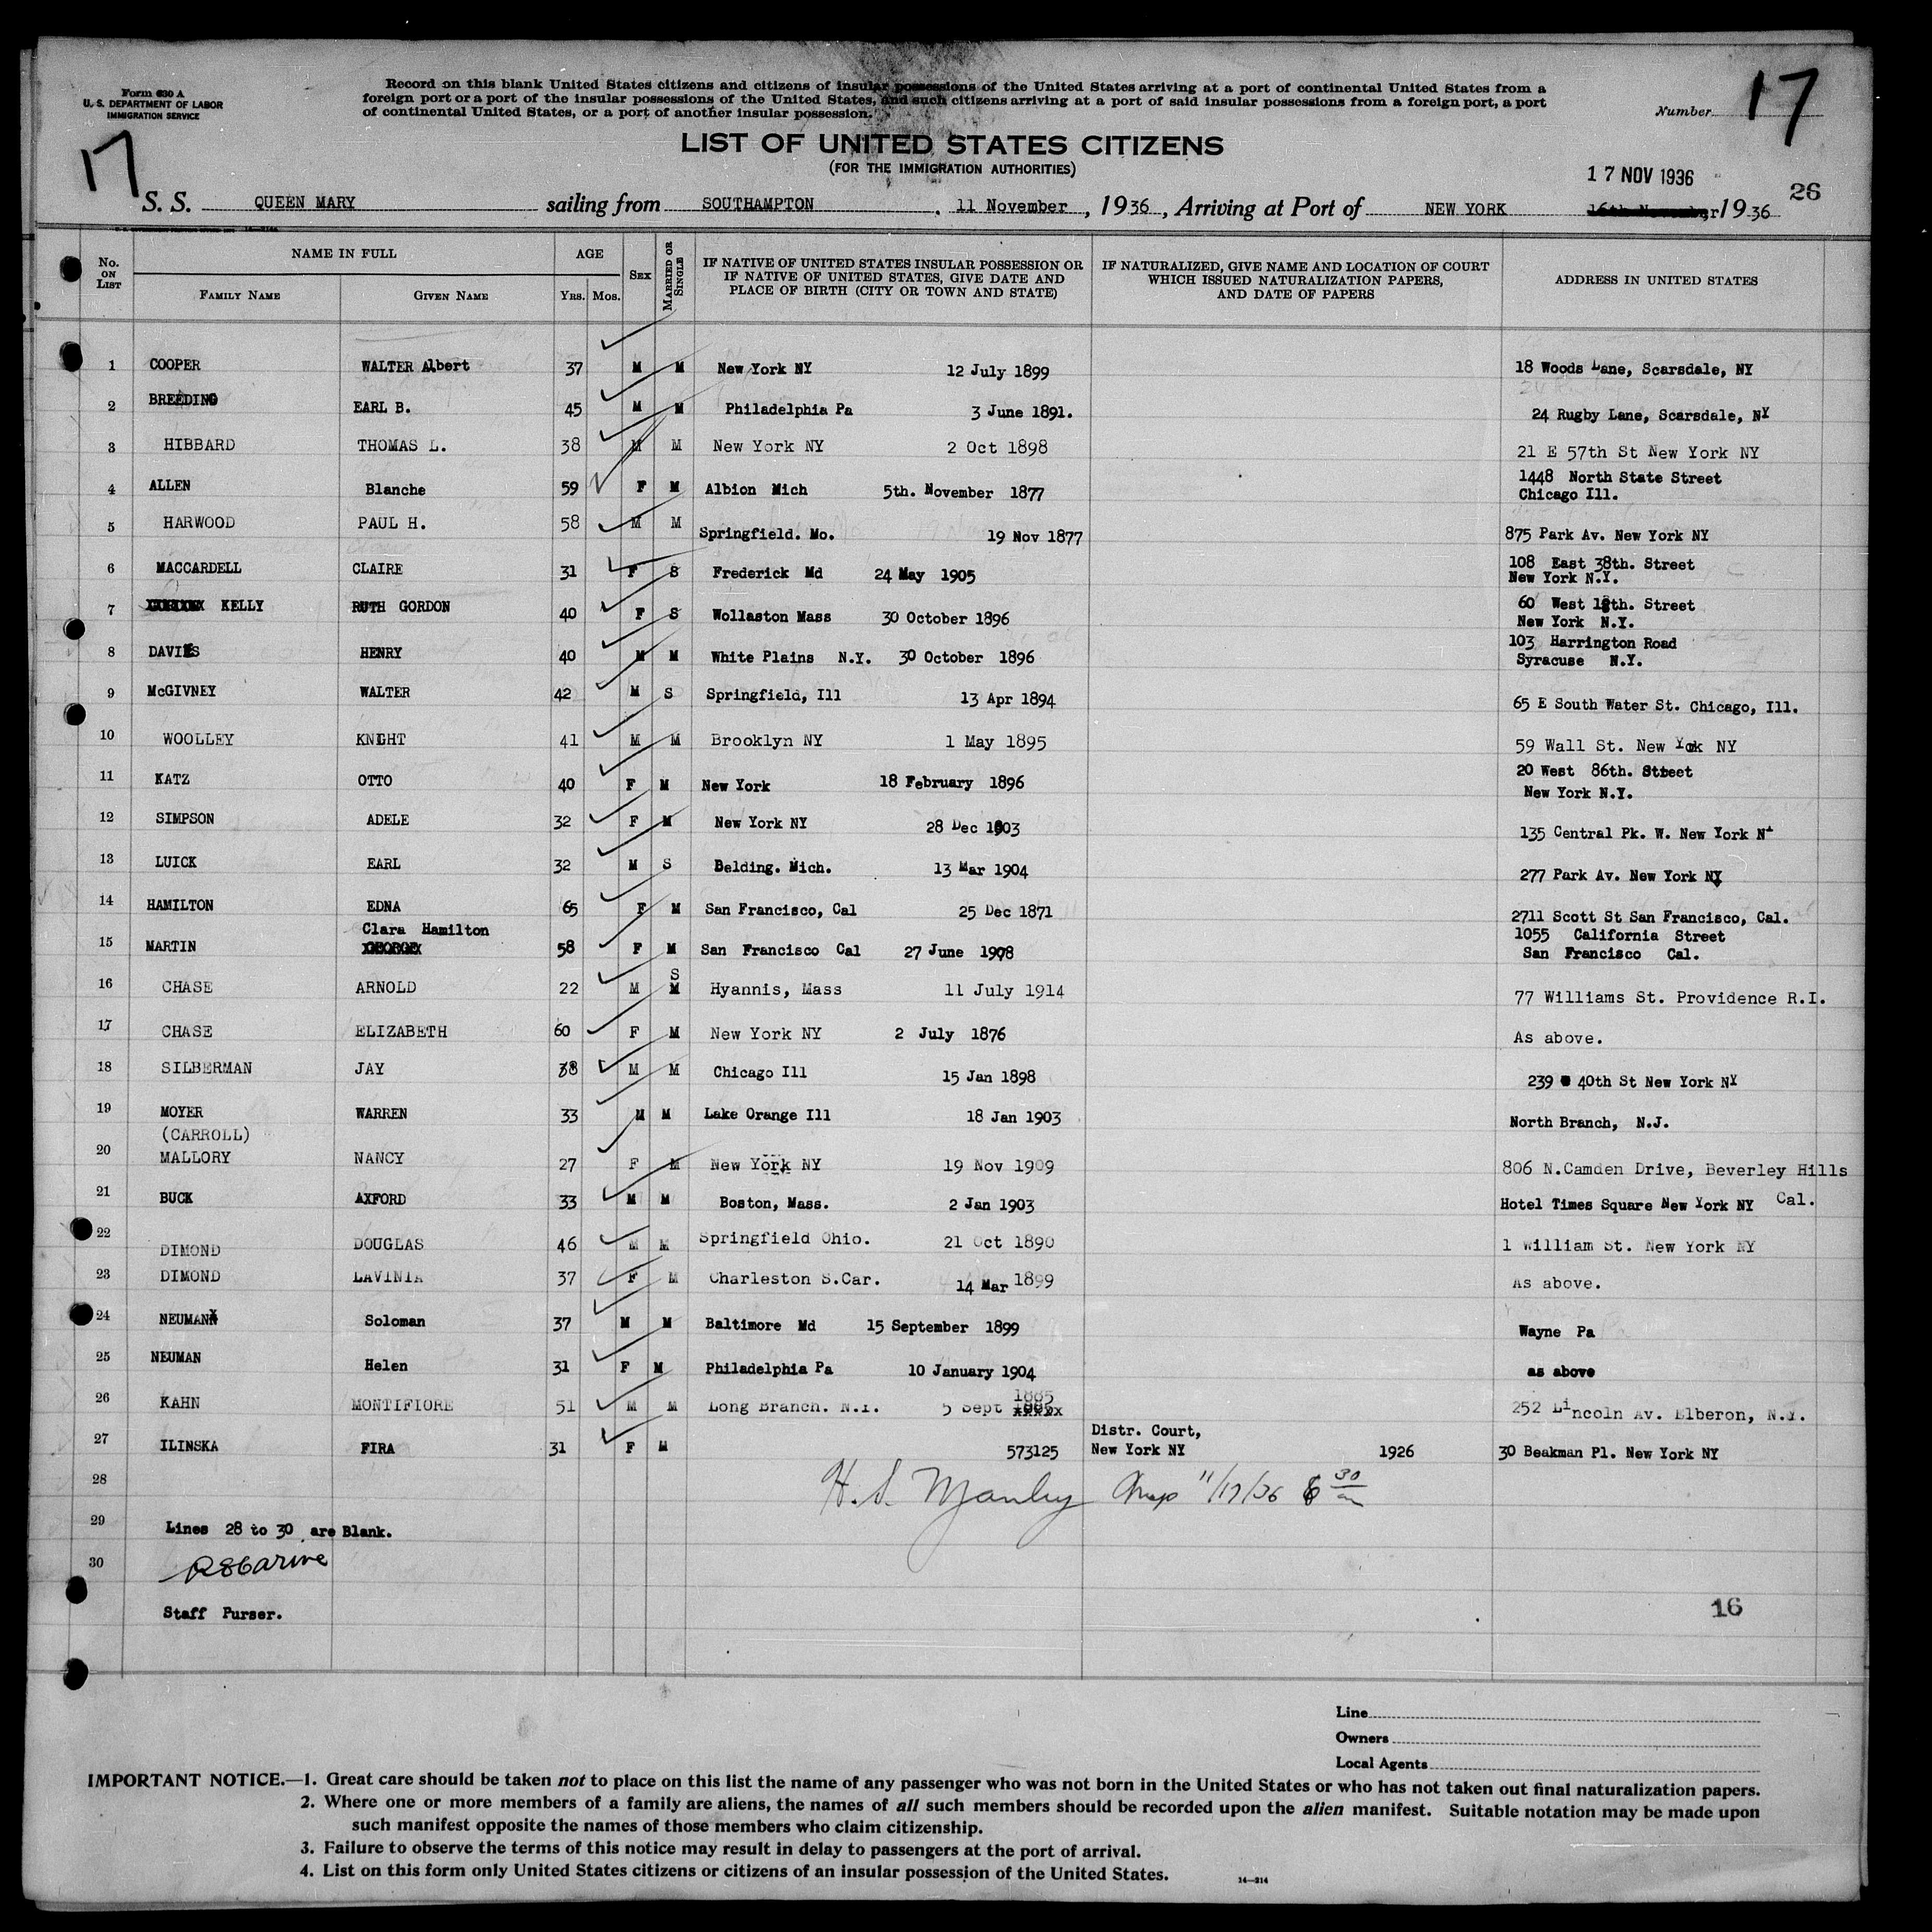 Form 630 A
U. S. DEPARTMENT OF LABOR
IMMIGRATION SERVICE
Record on this blank United States citizens and citizens of insular possessions of the United States arriving at a port of continental United States from a
foreign port or a port of the insular possessions of the United States, and such citizens arriving at a port of said insular possessions from a foreign port, a port
of continental United States, or a port of another insular possession.
Number 17
17
LIST OF UNITED STATES CITIZENS
(FOR THE IMMIGRATION AUTHORITIES)
17 NOV 1936
26
S. S. QUEEN MARY sailing from SOUTHAMPTON, 11 November, 1936, Arriving at Port of NEW YORK 16th November, 1936
No. ON LIST NAME IN FULL FAMILY NAME GIVEN NAME AGE YRS. MOS. SEX MARRIED OR SINGLE IF NATIVE OF UNITED STATES INSULAR POSSESSION OR IF NATIVE OF UNITED STATES, GIVE DATE AND PLACE OF BIRTH (CITY OR TOWN AND STATE) IF NATURALIZED, GIVE NAME AND LOCATION OF COURT WHICH ISSUED NATURALIZATION PAPERS, AND DATE OF PAPERS ADDRESS IN UNITED STATES
1 COOPER WALTER Albert 37 M M New York NY 12 July 1899 18 Woods Lane, Scarsdale, NY
2 BREEDING EARL B. 45 M M Philadelphia Pa 3 June 1891. 24 Rugby Lane, Scarsdale, NY
3 HIBBARD THOMAS L. 38 M M New York NY 2 Oct 1898 21 E 57th St New York NY
4 ALLEN Blanche 59 F M Albion Mich 5th. November 1877 1448 North State Street
Chicago Ill.
5 HARWOOD PAUL H. 58 M M Springfield. Mo. 19 Nov 1877 875 Park Av. New York NY
6 MACCARDELL CLAIRE 31 F S Frederick Md 24 May 1905 108 East 38th. Street
New York N.Y.
7 KELLY RUTH GORDON 40 F S Wollaston Mass 30 October 1896 60 West 12th. Street
New York N.Y.
8 DAVIS HENRY 40 M M White Plains N.Y. 30 October 1896 103 Harrington Road
Syracuse N.Y.
9 McGIVNEY WALTER 42 M S Springfield, Ill 13 Apr 1894 65 E South Water St. Chicago, Ill.
10 WOOLLEY KNIGHT 41 M M Brooklyn NY 1 May 1895 59 Wall St. New York NY
11 KATZ OTTO 40 F M New York 18 February 1896 20 West 86th. Street
New York N.Y.
12 SIMPSON ADELE 32 F M New York NY 28 Dec 1903 135 Central Pk. W. New York NY
13 LUICK EARL 32 M S Belding. Mich. 13 Mar 1904 277 Park Av. New York NY
14 HAMILTON EDNA 65 F M San Francisco, Cal 25 Dec 1871 2711 Scott St San Francisco, Cal.
15 MARTIN Clara Hamilton GEORGE 58 F M San Francisco Cal 27 June 1908 1055 California Street
San Francisco Cal.
16 CHASE ARNOLD 22 M S M Hyannis, Mass 11 July 1914 77 Williams St. Providence R.I.
17 CHASE ELIZABETH 60 F M New York NY 2 July 1876 As above.
18 SILBERMAN JAY 38 M M Chicago Ill 15 Jan 1898 239 W 40th St New York NY
19 MOYER WARREN 33 M M Lake Orange Ill 18 Jan 1903 North Branch, N.J.
(CARROLL)
20 MALLORY NANCY 27 F M New York NY 19 Nov 1909 806 N.Camden Drive, Beverley Hills
Cal.
21 BUCK AXFORD 33 M M Boston, Mass. 2 Jan 1903 Hotel Times Square New York NY
22 DIMOND DOUGLAS 46 M M Springfield Ohio. 21 Oct 1890 1 William St. New York NY
23 DIMOND LAVINIA 37 F M Charleston S.Car. 14 Mar 1899 As above.
24 NEUMAN Soloman 37 M M Baltimore Md 15 September 1899 Wayne Pa
25 NEUMAN Helen 31 F M Philadelphia Pa 10 January 1904 as above
26 KAHN MONTIFIORE 51 M M Long Branch. N.Y. 5 Sept 1885 252 Lincoln Av. Elberon, N.Y.
27 ILINSKA FIRA 31 F M 573125 Distr. Court,
New York NY 1926 30 Beakman Pl. New York NY
28
H. S. Manley 11/17/36 6 30
29 Lines 28 to 30 are Blank.
30
Staff Purser.
16
Line
Owners
Local Agents
IMPORTANT NOTICE.—1. Great care should be taken not to place on this list the name of any passenger who was not born in the United States or who has not taken out final naturalization papers.
2. Where one or more members of a family are aliens, the names of all such members should be recorded upon the alien manifest. Suitable notation may be made upon
such manifest opposite the names of those members who claim citizenship.
3. Failure to observe the terms of this notice may result in delay to passengers at the port of arrival.
4. List on this form only United States citizens or citizens of an insular possession of the United States.
14—214